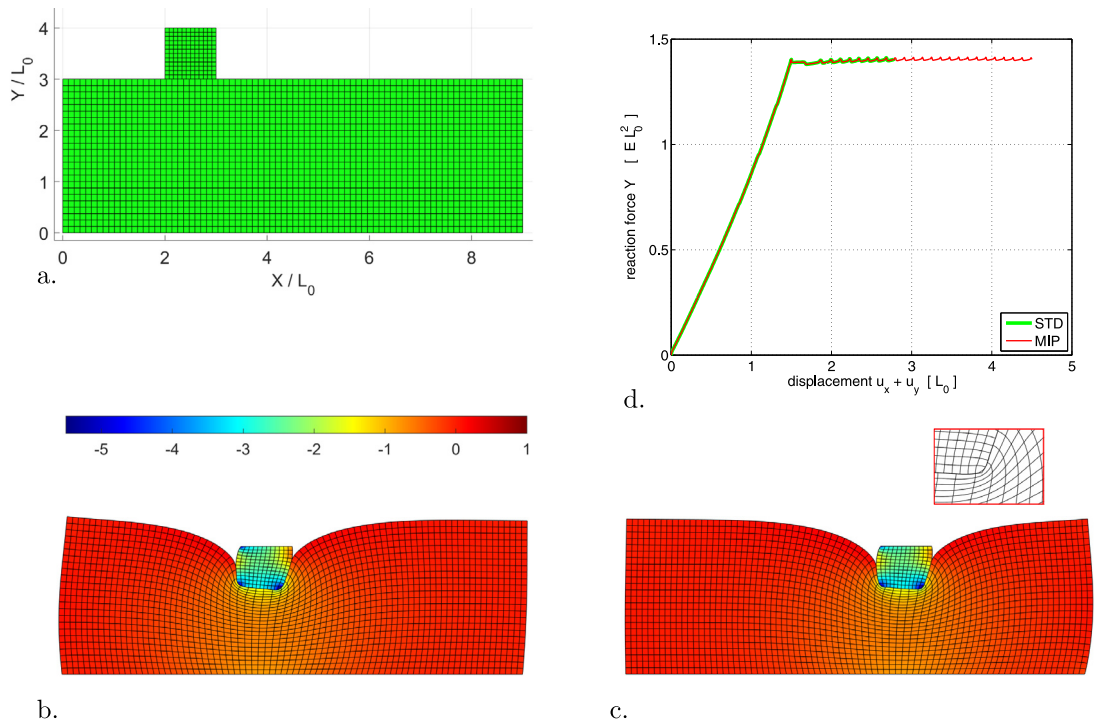 4
3
2
1
0
Y / L0
0
2
4
6
8
X / L0
a.
1.5
1
0.5
0
reaction force Y [ E L0^2 ]
0
1
2
3
4
5
displacement ux + uy [ L0 ]
STD
MIP
d.
-5
-4
-3
-2
-1
0
1
b.
c.